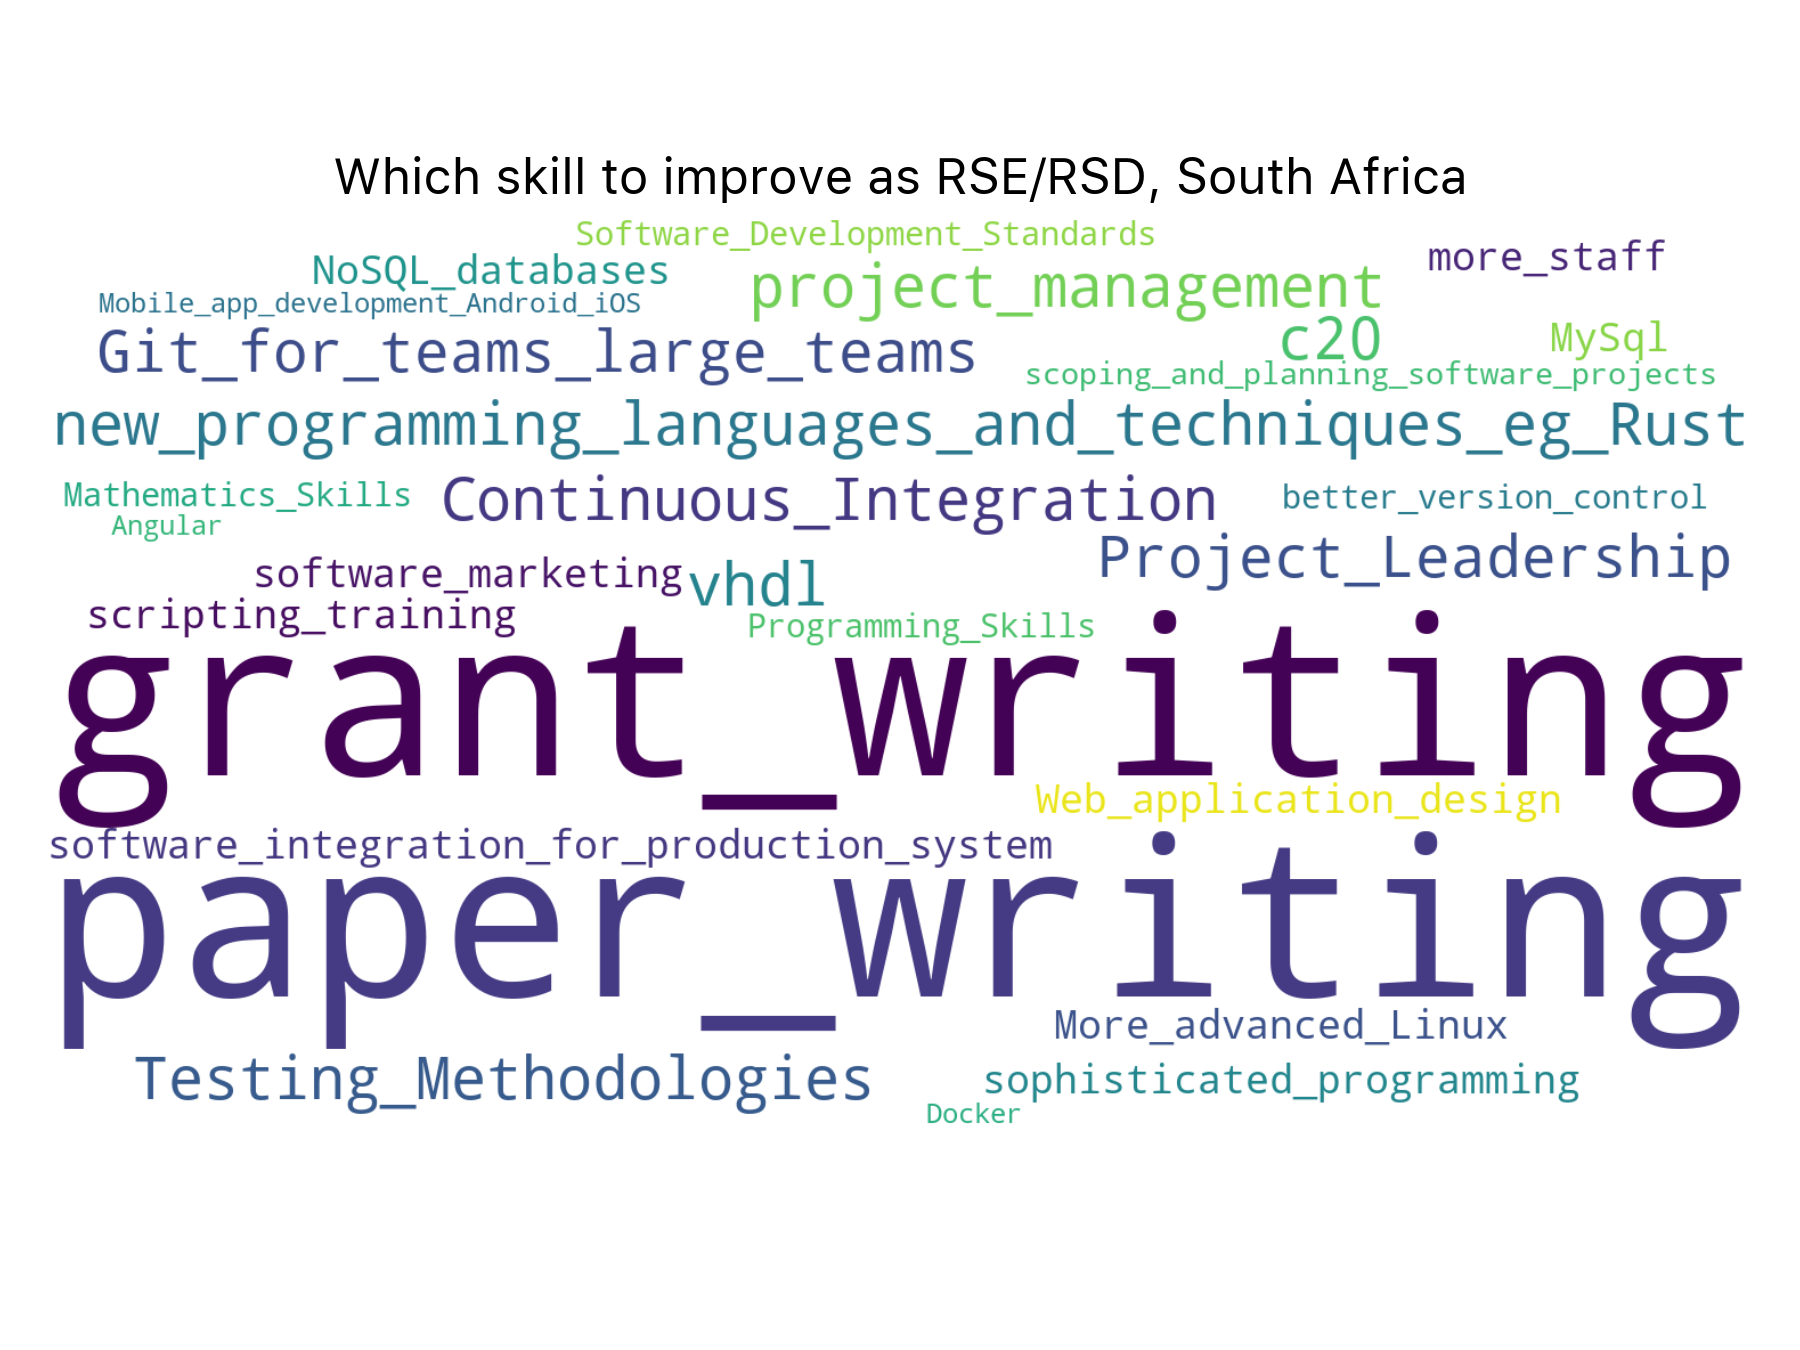 Which skill to improve as RSE/RSD, South Africa
Software_Development_Standards
NoSQL_databases
project_management
more_staff
Mobile_app_development_Android_iOS
Git_for_teams_large_teams
c20
MySql
scoping_and_planning_software_projects
new_programming_languages_and_techniques_eg_Rust
Mathematics_Skills
Continuous_Integration
better_version_control
Angular
Project_Leadership
software_marketing
vhdl
scripting_training
Programming_Skills
grant_writing
Web_application_design
software_integration_for_production_system
paper_writing
More_advanced_Linux
Testing_Methodologies
sophisticated_programming
Docker